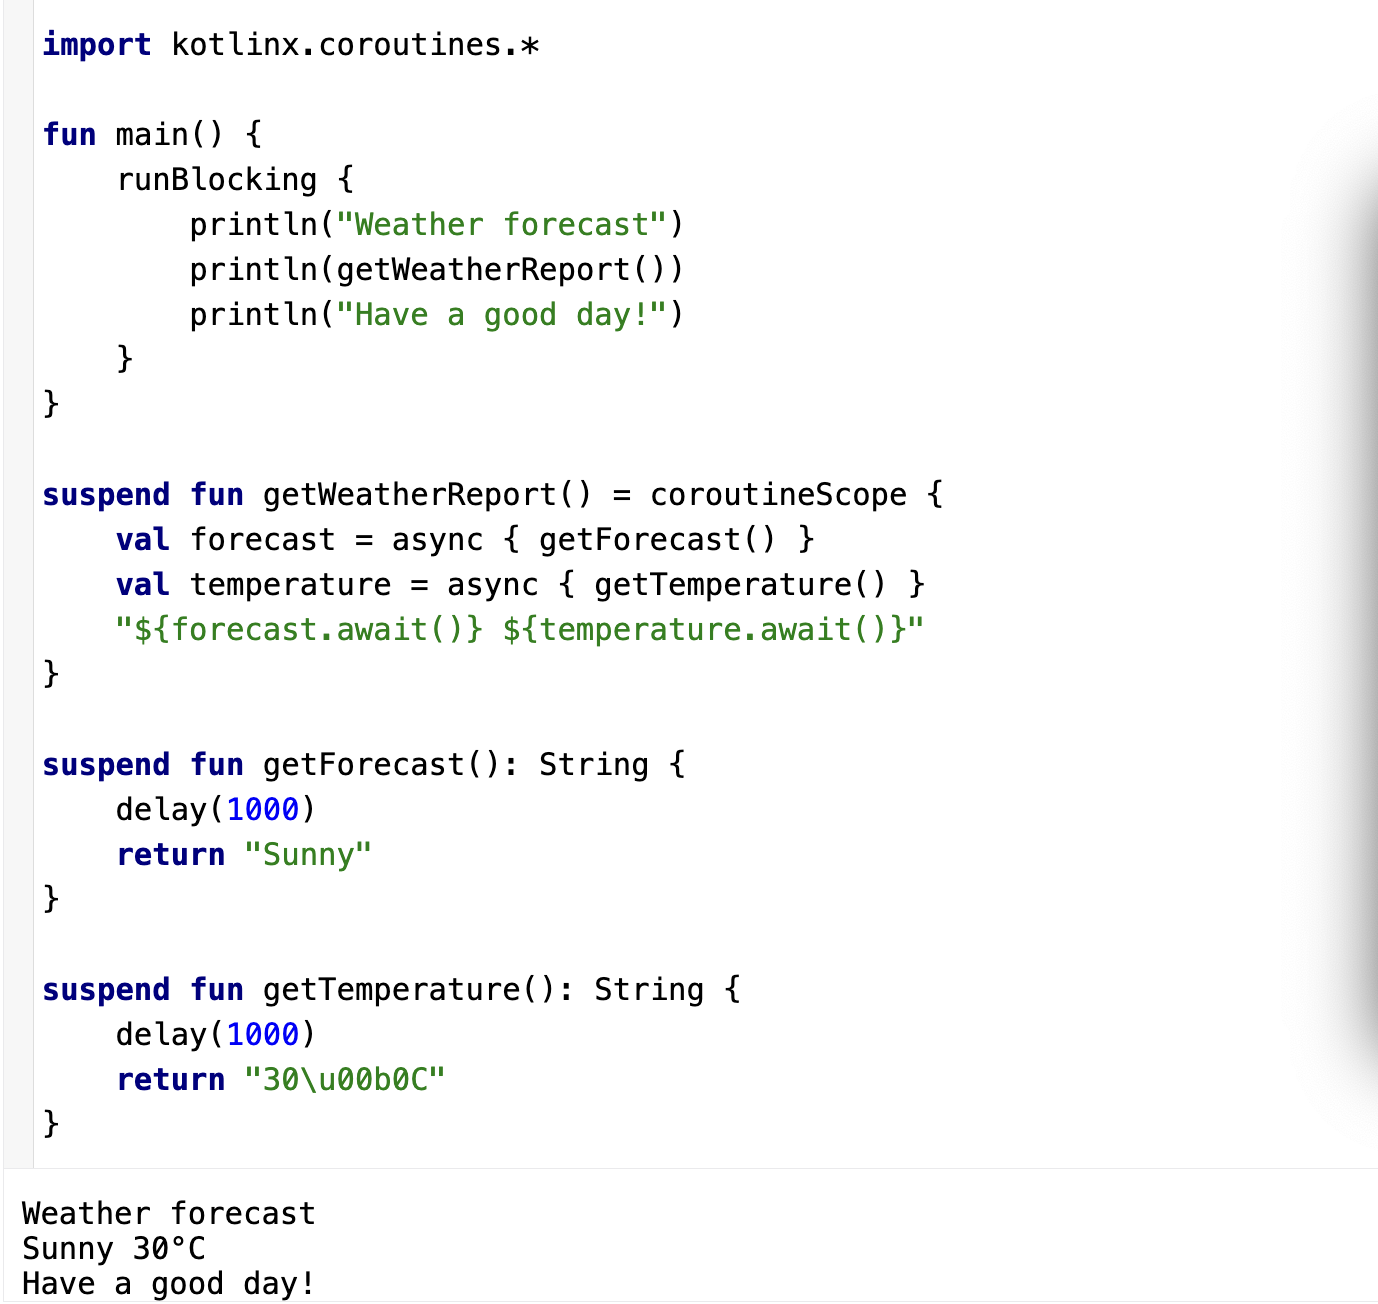 import kotlinx.coroutines.*
fun main() {
    runBlocking {
        println("Weather forecast")
        println(getWeatherReport())
        println("Have a good day!")
    }
}
suspend fun getWeatherReport() = coroutineScope {
    val forecast = async { getForecast() }
    val temperature = async { getTemperature() }
    "${forecast.await()} ${temperature.await()}"
}
suspend fun getForecast(): String {
    delay(1000)
    return "Sunny"
}
suspend fun getTemperature(): String {
    delay(1000)
    return "30\u00b0C"
}
Weather forecast
Sunny 30°C
Have a good day!